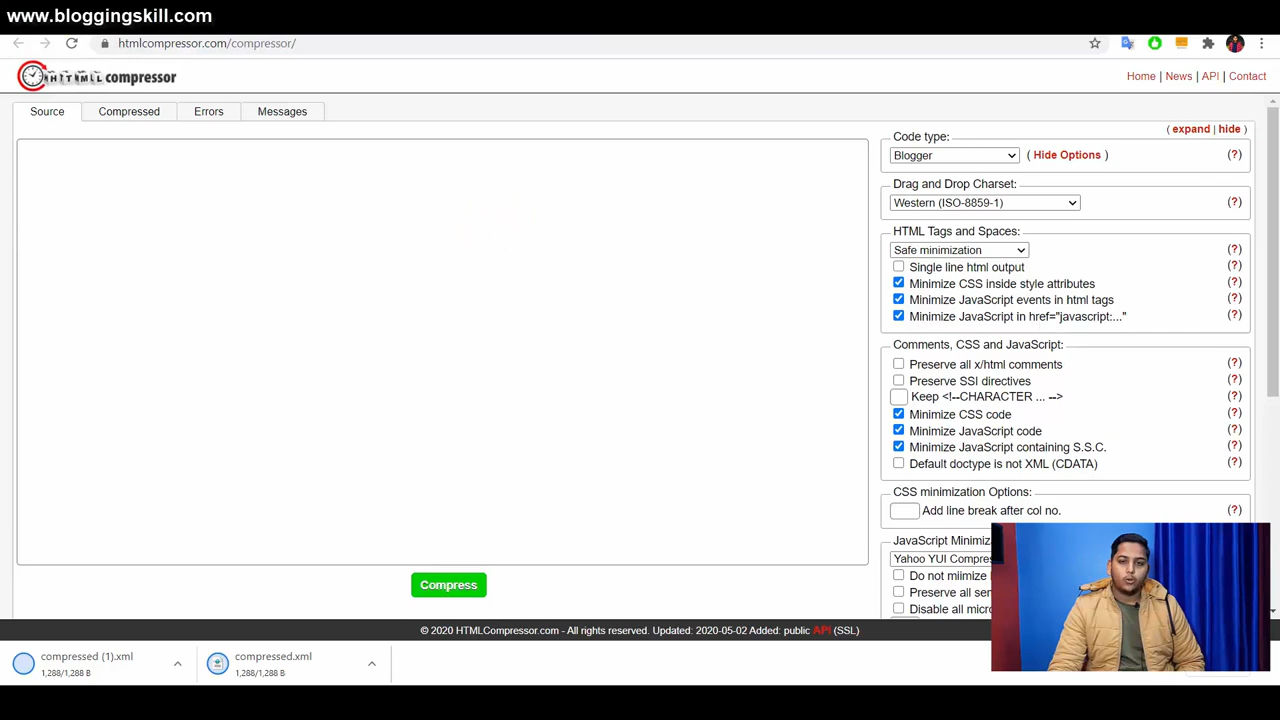 www.bloggingskill.com
htmlcompressor.com/compressor/
HTML compressor
Home | News | API | Contact
Source
Compressed
Errors
Messages
( expand | hide )
Code type:
Blogger
( Hide Options )
(?)
Drag and Drop Charset:
Western (ISO-8859-1)
(?)
HTML Tags and Spaces:
Safe minimization
(?)
Single line html output
(?)
Minimize CSS inside style attributes
(?)
Minimize JavaScript events in html tags
(?)
Minimize JavaScript in href="javascript:..."
(?)
Comments, CSS and JavaScript:
Preserve all x/html comments
(?)
Preserve SSI directives
(?)
Keep <!--CHARACTER ... -->
(?)
Minimize CSS code
(?)
Minimize JavaScript code
(?)
Minimize JavaScript containing S.S.C.
(?)
Default doctype is not XML (CDATA)
(?)
CSS minimization Options:
Add line break after col no.
(?)
JavaScript Minimiz
Yahoo YUI Compres
Do not miimize
Preserve all sem
Disable all micro
Compress
© 2020 HTMLCompressor.com - All rights reserved. Updated: 2020-05-02 Added: public API (SSL)
compressed (1).xml
1,288/1,288 B
compressed.xml
1,288/1,288 B